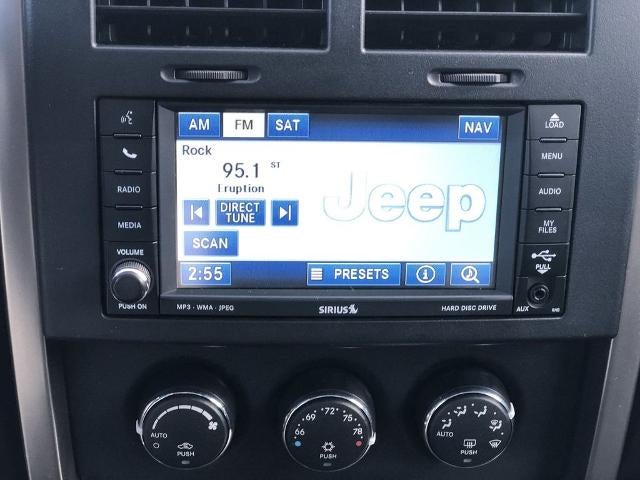 AM FM SAT NAV
Rock
95.1 ST
Eruption
DIRECT
TUNE
SCAN
2:55 PRESETS
Jeep
RADIO
MEDIA
VOLUME
PUSH ON
LOAD
MENU
AUDIO
MY
FILES
PULL
AUX
MP3 · WMA · JPEG
SIRIUS
HARD DISC DRIVE
AUTO
PUSH
66 69 72° 75 78
PUSH
AUTO
PUSH